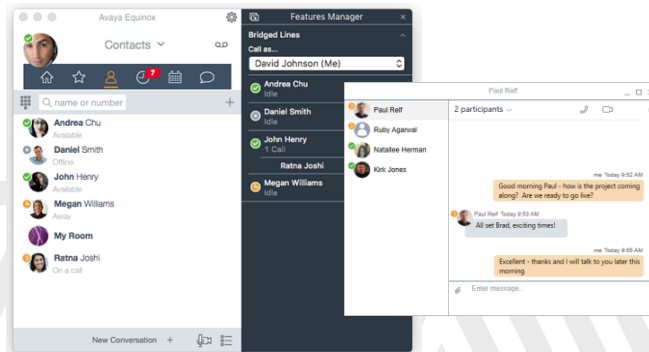 Avaya Equinox
Contacts
7
name or number
Andrea Chu
Available
Daniel Smith
Offline
John Henry
Available
Megan Williams
Away
My Room
Ratna Joshi
On a call
New Conversation +
Features Manager
Bridged Lines
Call as...
David Johnson (Me)
Andrea Chu
Idle
Daniel Smith
Idle
John Henry
1 Call
Ratna Joshi
Megan Williams
Idle
Paul Relf
Paul Relf
Ruby Agarwal
Natallee Herman
Kirk Jones
2 participants
me Today 9:52 AM
Good morning Paul - how is the project coming
along? Are we ready to go live?
Paul Relf Today 9:53 AM
All set Brad, exciting times!
me Today 9:55 AM
Excellent - thanks and I will talk to you later this
morning
Enter message...